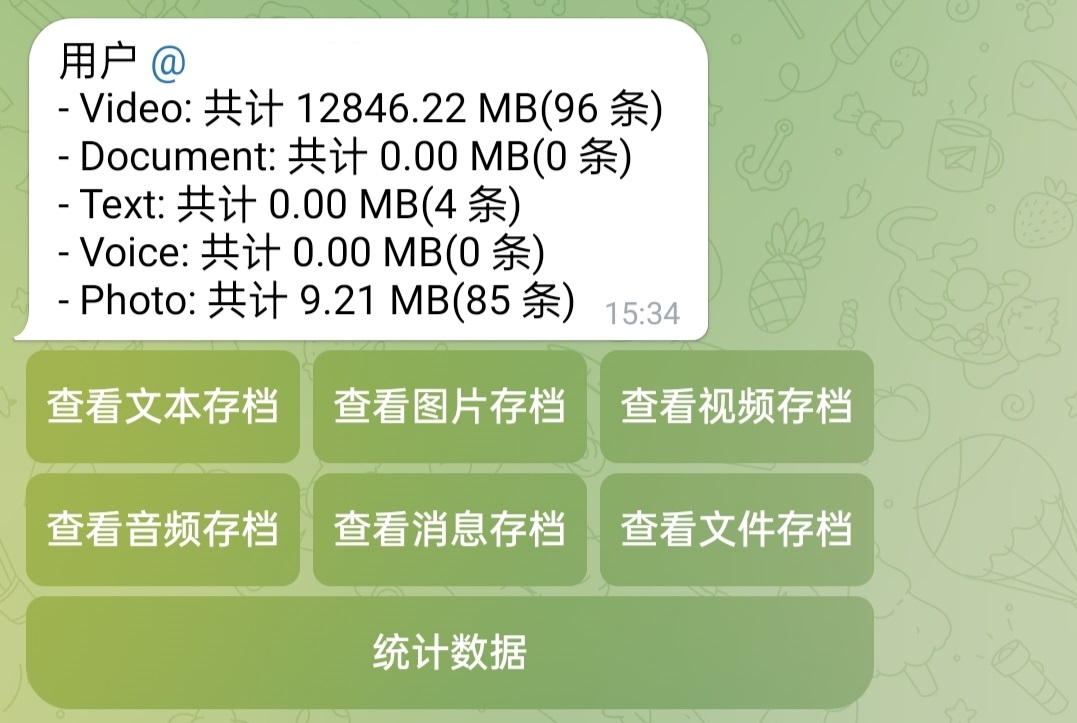 用户 @
- Video: 共计 12846.22 MB(96 条)
- Document: 共计 0.00 MB(0 条)
- Text: 共计 0.00 MB(4 条)
- Voice: 共计 0.00 MB(0 条)
- Photo: 共计 9.21 MB(85 条)
15:34
查看文本存档 查看图片存档 查看视频存档
查看音频存档 查看消息存档 查看文件存档
统计数据